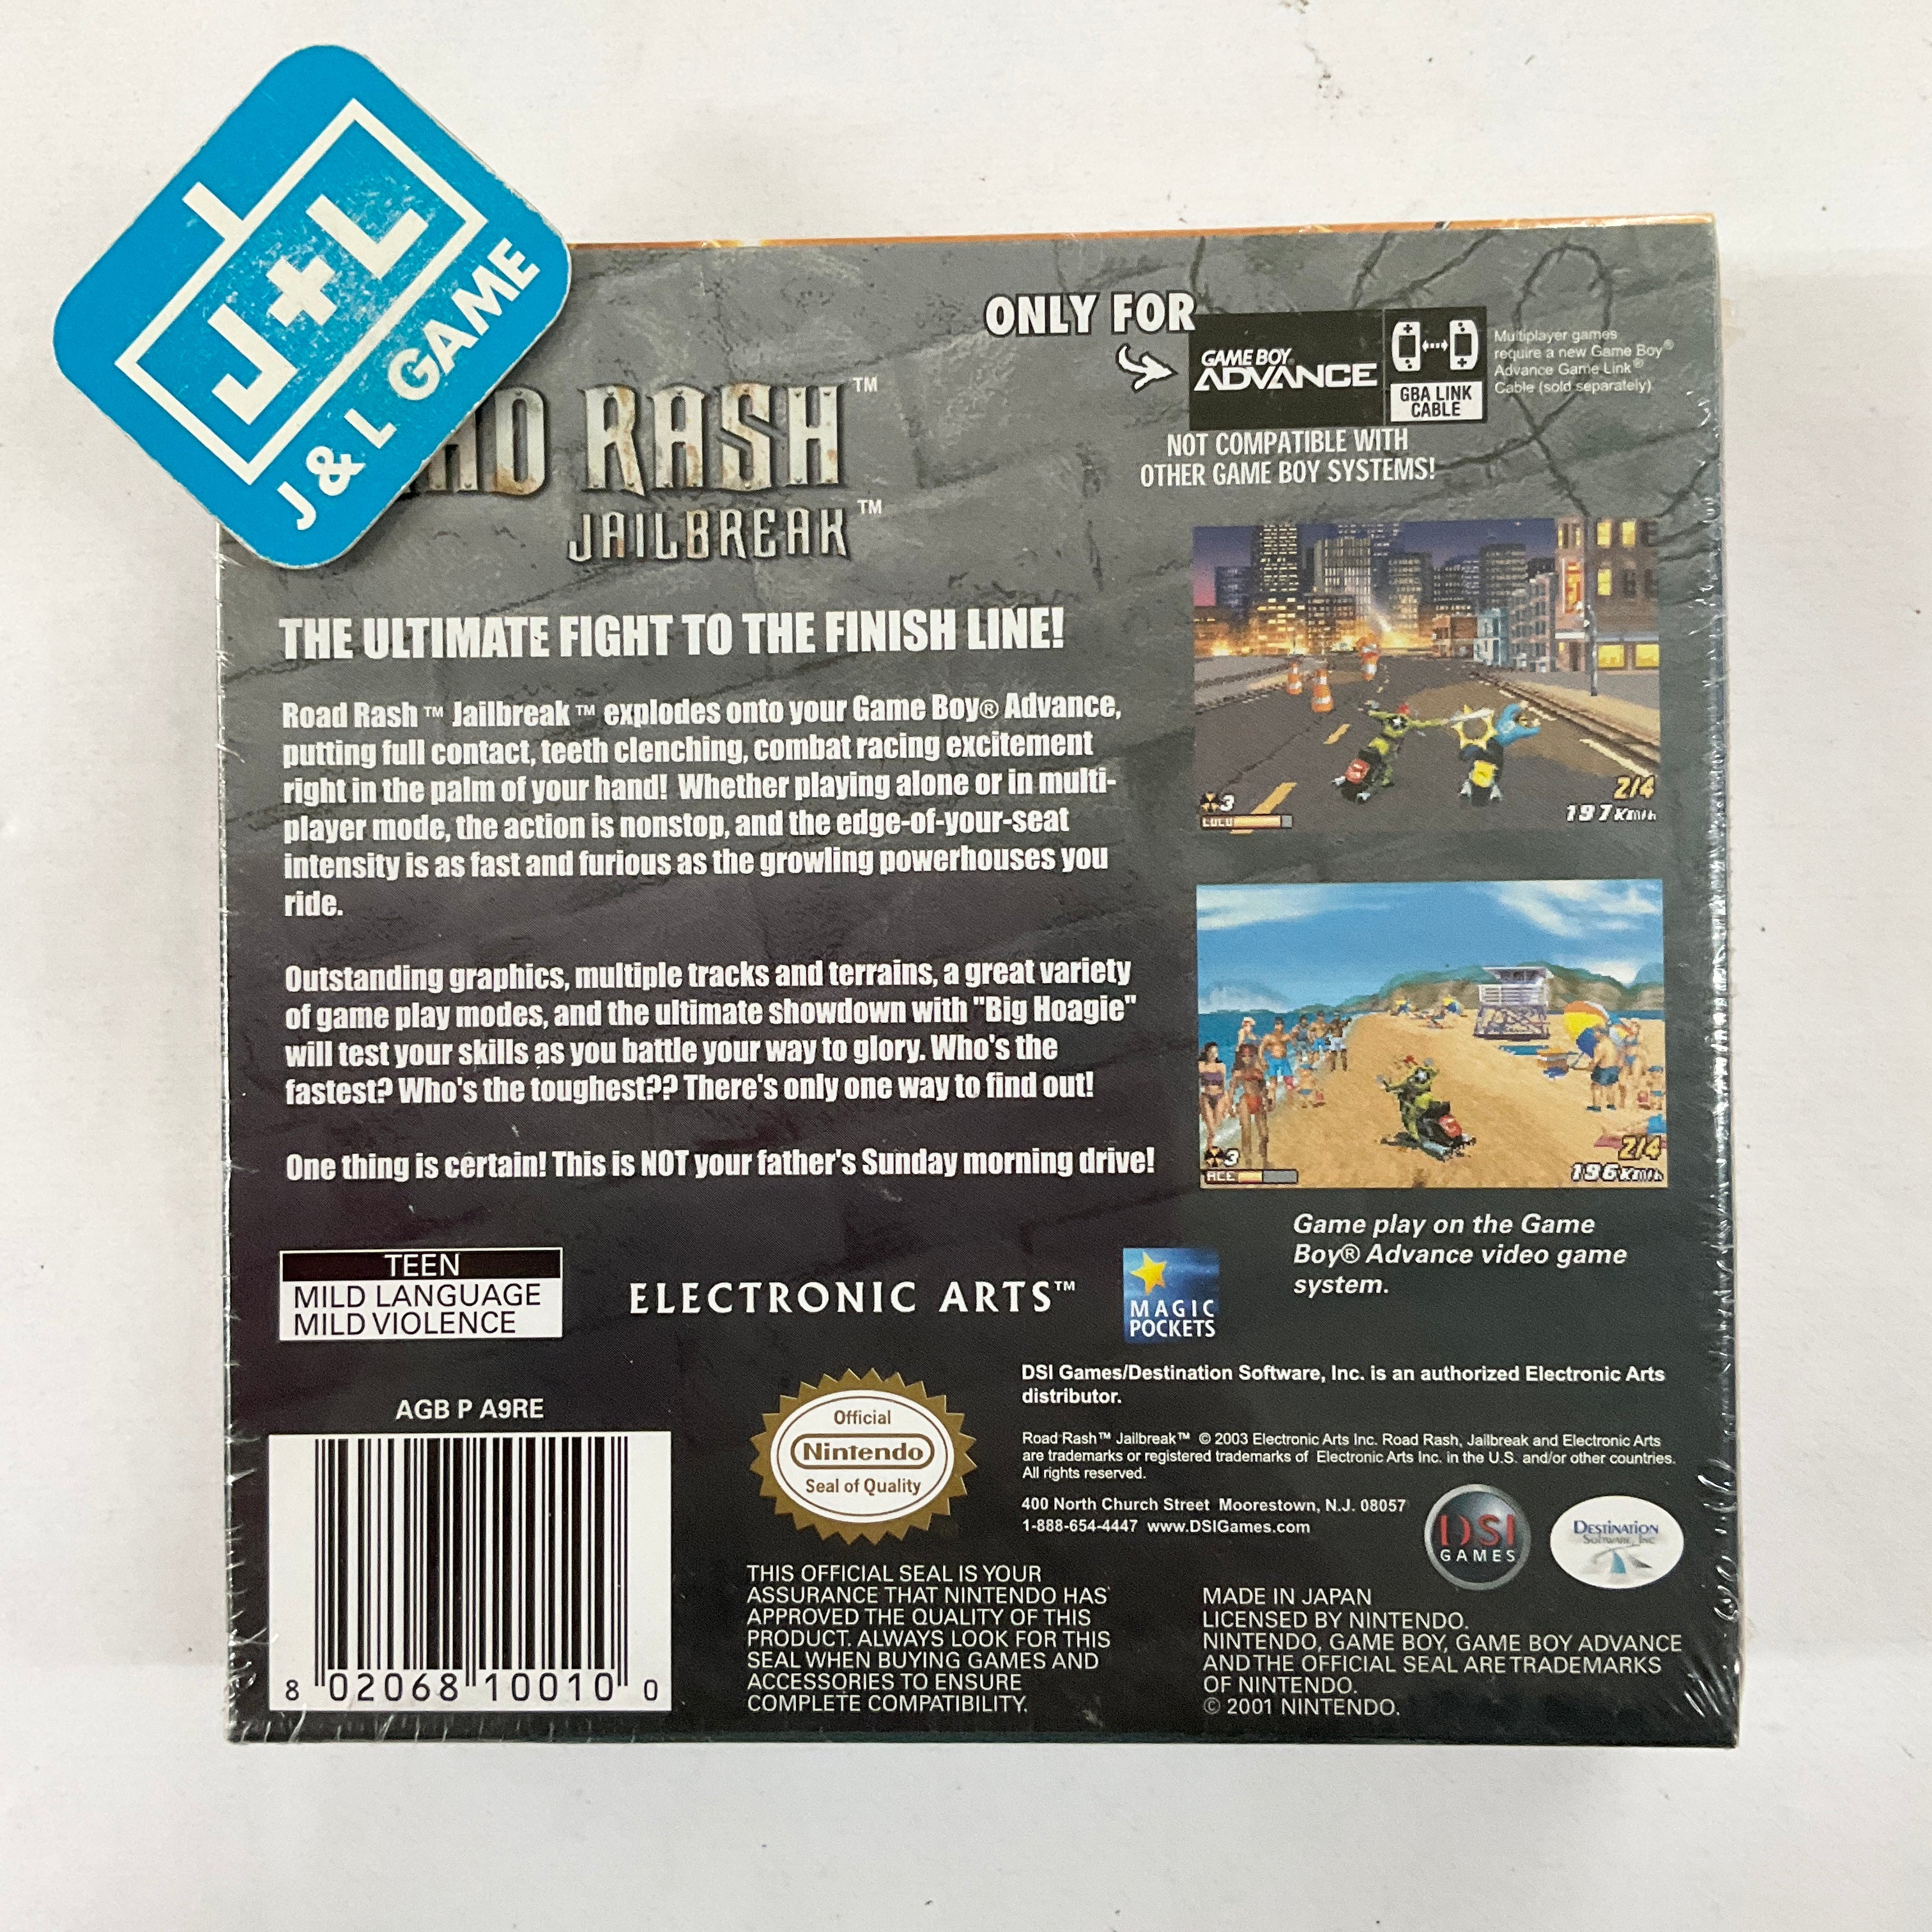 J+L
J & L GAME
ONLY FOR
GAME BOY
ADVANCE
GBA LINK
CABLE
Multiplayer games
require a new Game Boy®
Advance Game Link®
Cable (sold separately)
NOT COMPATIBLE WITH
OTHER GAME BOY SYSTEMS!
RASH™
JAILBREAK™
THE ULTIMATE FIGHT TO THE FINISH LINE!
Road Rash™ Jailbreak™ explodes onto your Game Boy® Advance,
putting full contact, teeth clenching, combat racing excitement
right in the palm of your hand! Whether playing alone or in multi-
player mode, the action is nonstop, and the edge-of-your-seat
intensity is as fast and furious as the growling powerhouses you
ride.
Outstanding graphics, multiple tracks and terrains, a great variety
of game play modes, and the ultimate showdown with "Big Hoagie"
will test your skills as you battle your way to glory. Who's the
fastest? Who's the toughest?? There's only one way to find out!
One thing is certain! This is NOT your father's Sunday morning drive!
3
LULU
2/4
197 Km/h
3
ACE
2/4
196 Km/h
Game play on the Game
Boy® Advance video game
system.
TEEN
MILD LANGUAGE
MILD VIOLENCE
ELECTRONIC ARTS™
MAGIC
POCKETS
DSI Games/Destination Software, Inc. is an authorized Electronic Arts
distributor.
Road Rash™ Jailbreak™ © 2003 Electronic Arts Inc. Road Rash, Jailbreak and Electronic Arts
are trademarks or registered trademarks of Electronic Arts Inc. in the U.S. and/or other countries.
All rights reserved.
400 North Church Street Moorestown, N.J. 08057
1-888-654-4447 www.DSIGames.com
DSI
GAMES
DESTINATION
SOFTWARE, INC
AGB P A9RE
8 02068 10010 0
Official
Nintendo
Seal of Quality
THIS OFFICIAL SEAL IS YOUR
ASSURANCE THAT NINTENDO HAS
APPROVED THE QUALITY OF THIS
PRODUCT. ALWAYS LOOK FOR THIS
SEAL WHEN BUYING GAMES AND
ACCESSORIES TO ENSURE
COMPLETE COMPATIBILITY.
MADE IN JAPAN
LICENSED BY NINTENDO.
NINTENDO, GAME BOY, GAME BOY ADVANCE
AND THE OFFICIAL SEAL ARE TRADEMARKS
OF NINTENDO.
© 2001 NINTENDO.